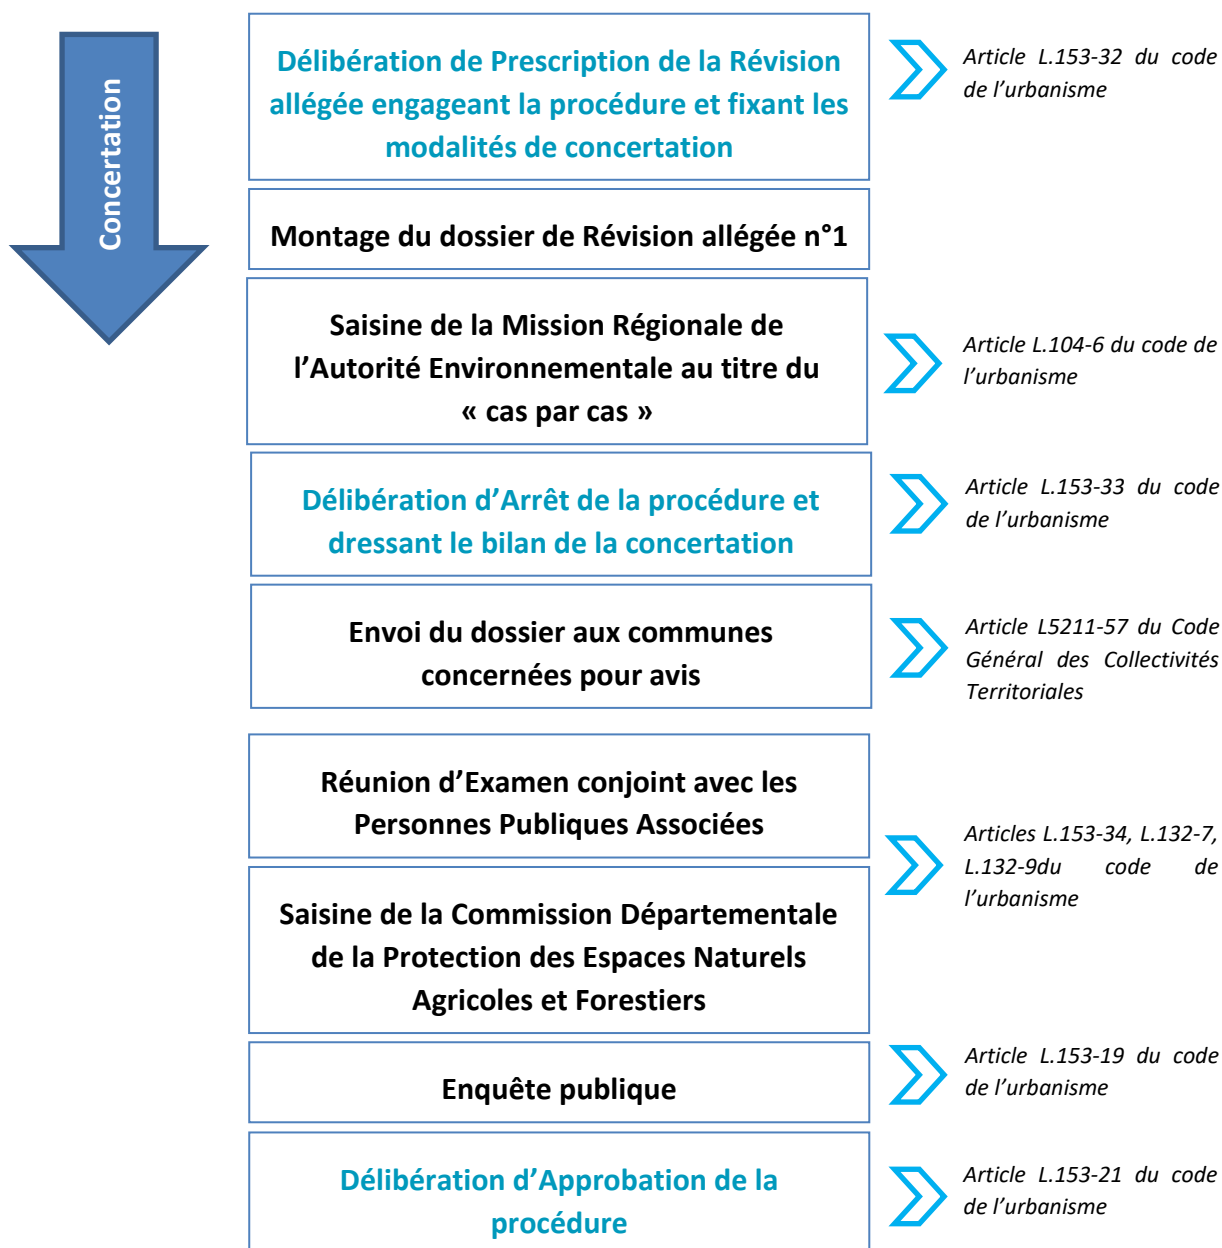 Concertation
Délibération de Prescription de la Révision
allégée engageant la procédure et fixant les
modalités de concertation
Article L.153-32 du code
de l’urbanisme
Montage du dossier de Révision allégée n°1
Saisine de la Mission Régionale de
l’Autorité Environnementale au titre du
« cas par cas »
Article L.104-6 du code de
l’urbanisme
Délibération d’Arrêt de la procédure et
dressant le bilan de la concertation
Article L.153-33 du code
de l’urbanisme
Envoi du dossier aux communes
concernées pour avis
Article L5211-57 du Code
Général des Collectivités
Territoriales
Réunion d’Examen conjoint avec les
Personnes Publiques Associées
Saisine de la Commission Départementale
de la Protection des Espaces Naturels
Agricoles et Forestiers
Articles L.153-34, L.132-7,
L.132-9du code de
l’urbanisme
Enquête publique
Article L.153-19 du code
de l’urbanisme
Délibération d’Approbation de la
procédure
Article L.153-21 du code
de l’urbanisme